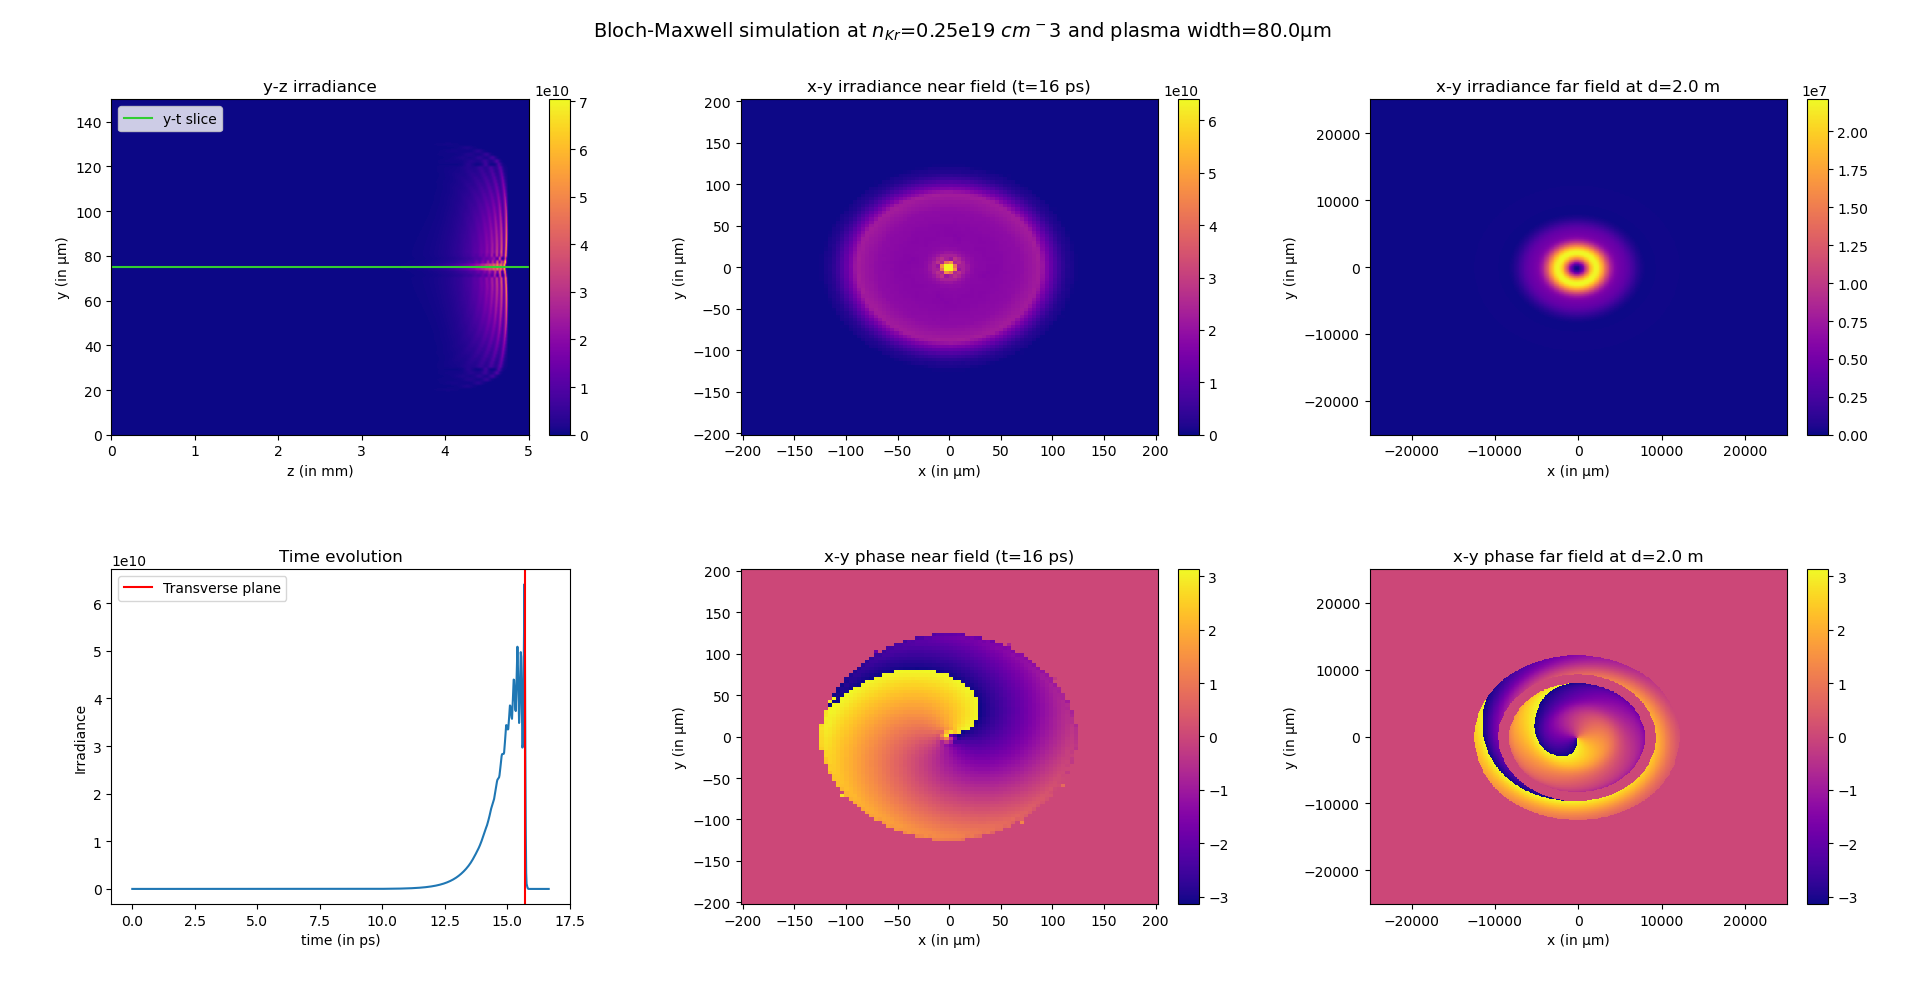 Bloch-Maxwell simulation at n_Kr=0.25e19 cm^-3 and plasma width=80.0µm
y-z irradiance
1e10
y-t slice
y (in µm)
140
120
100
80
60
40
20
0
0 1 2 3 4 5
z (in mm)
7
6
5
4
3
2
1
0
x-y irradiance near field (t=16 ps)
1e10
y (in µm)
200
150
100
50
0
−50
−100
−150
−200
−200 −150 −100 −50 0 50 100 150 200
x (in µm)
6
5
4
3
2
1
0
x-y irradiance far field at d=2.0 m
1e7
y (in µm)
20000
10000
0
−10000
−20000
−20000 −10000 0 10000 20000
x (in µm)
2.00
1.75
1.50
1.25
1.00
0.75
0.50
0.25
0.00
Time evolution
1e10
Transverse plane
Irradiance
6
5
4
3
2
1
0
0.0 2.5 5.0 7.5 10.0 12.5 15.0 17.5
time (in ps)
x-y phase near field (t=16 ps)
y (in µm)
200
150
100
50
0
−50
−100
−150
−200
−200 −150 −100 −50 0 50 100 150 200
x (in µm)
3
2
1
0
−1
−2
−3
x-y phase far field at d=2.0 m
y (in µm)
20000
10000
0
−10000
−20000
−20000 −10000 0 10000 20000
x (in µm)
3
2
1
0
−1
−2
−3